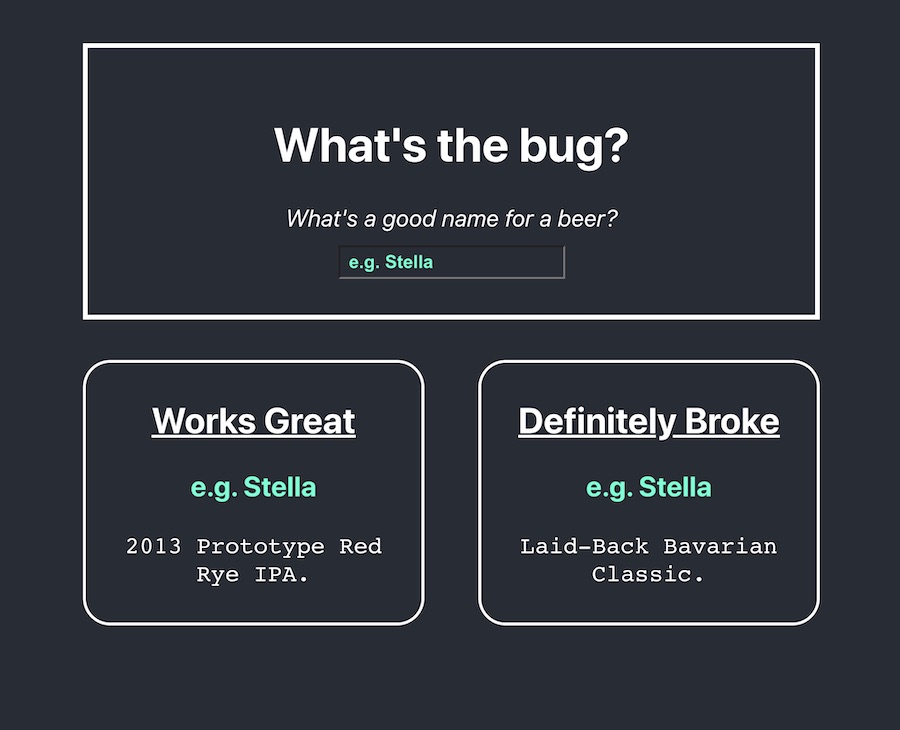 What's the bug?
What's a good name for a beer?
e.g. Stella
Works Great
e.g. Stella
2013 Prototype Red
Rye IPA.
Definitely Broke
e.g. Stella
Laid-Back Bavarian
Classic.